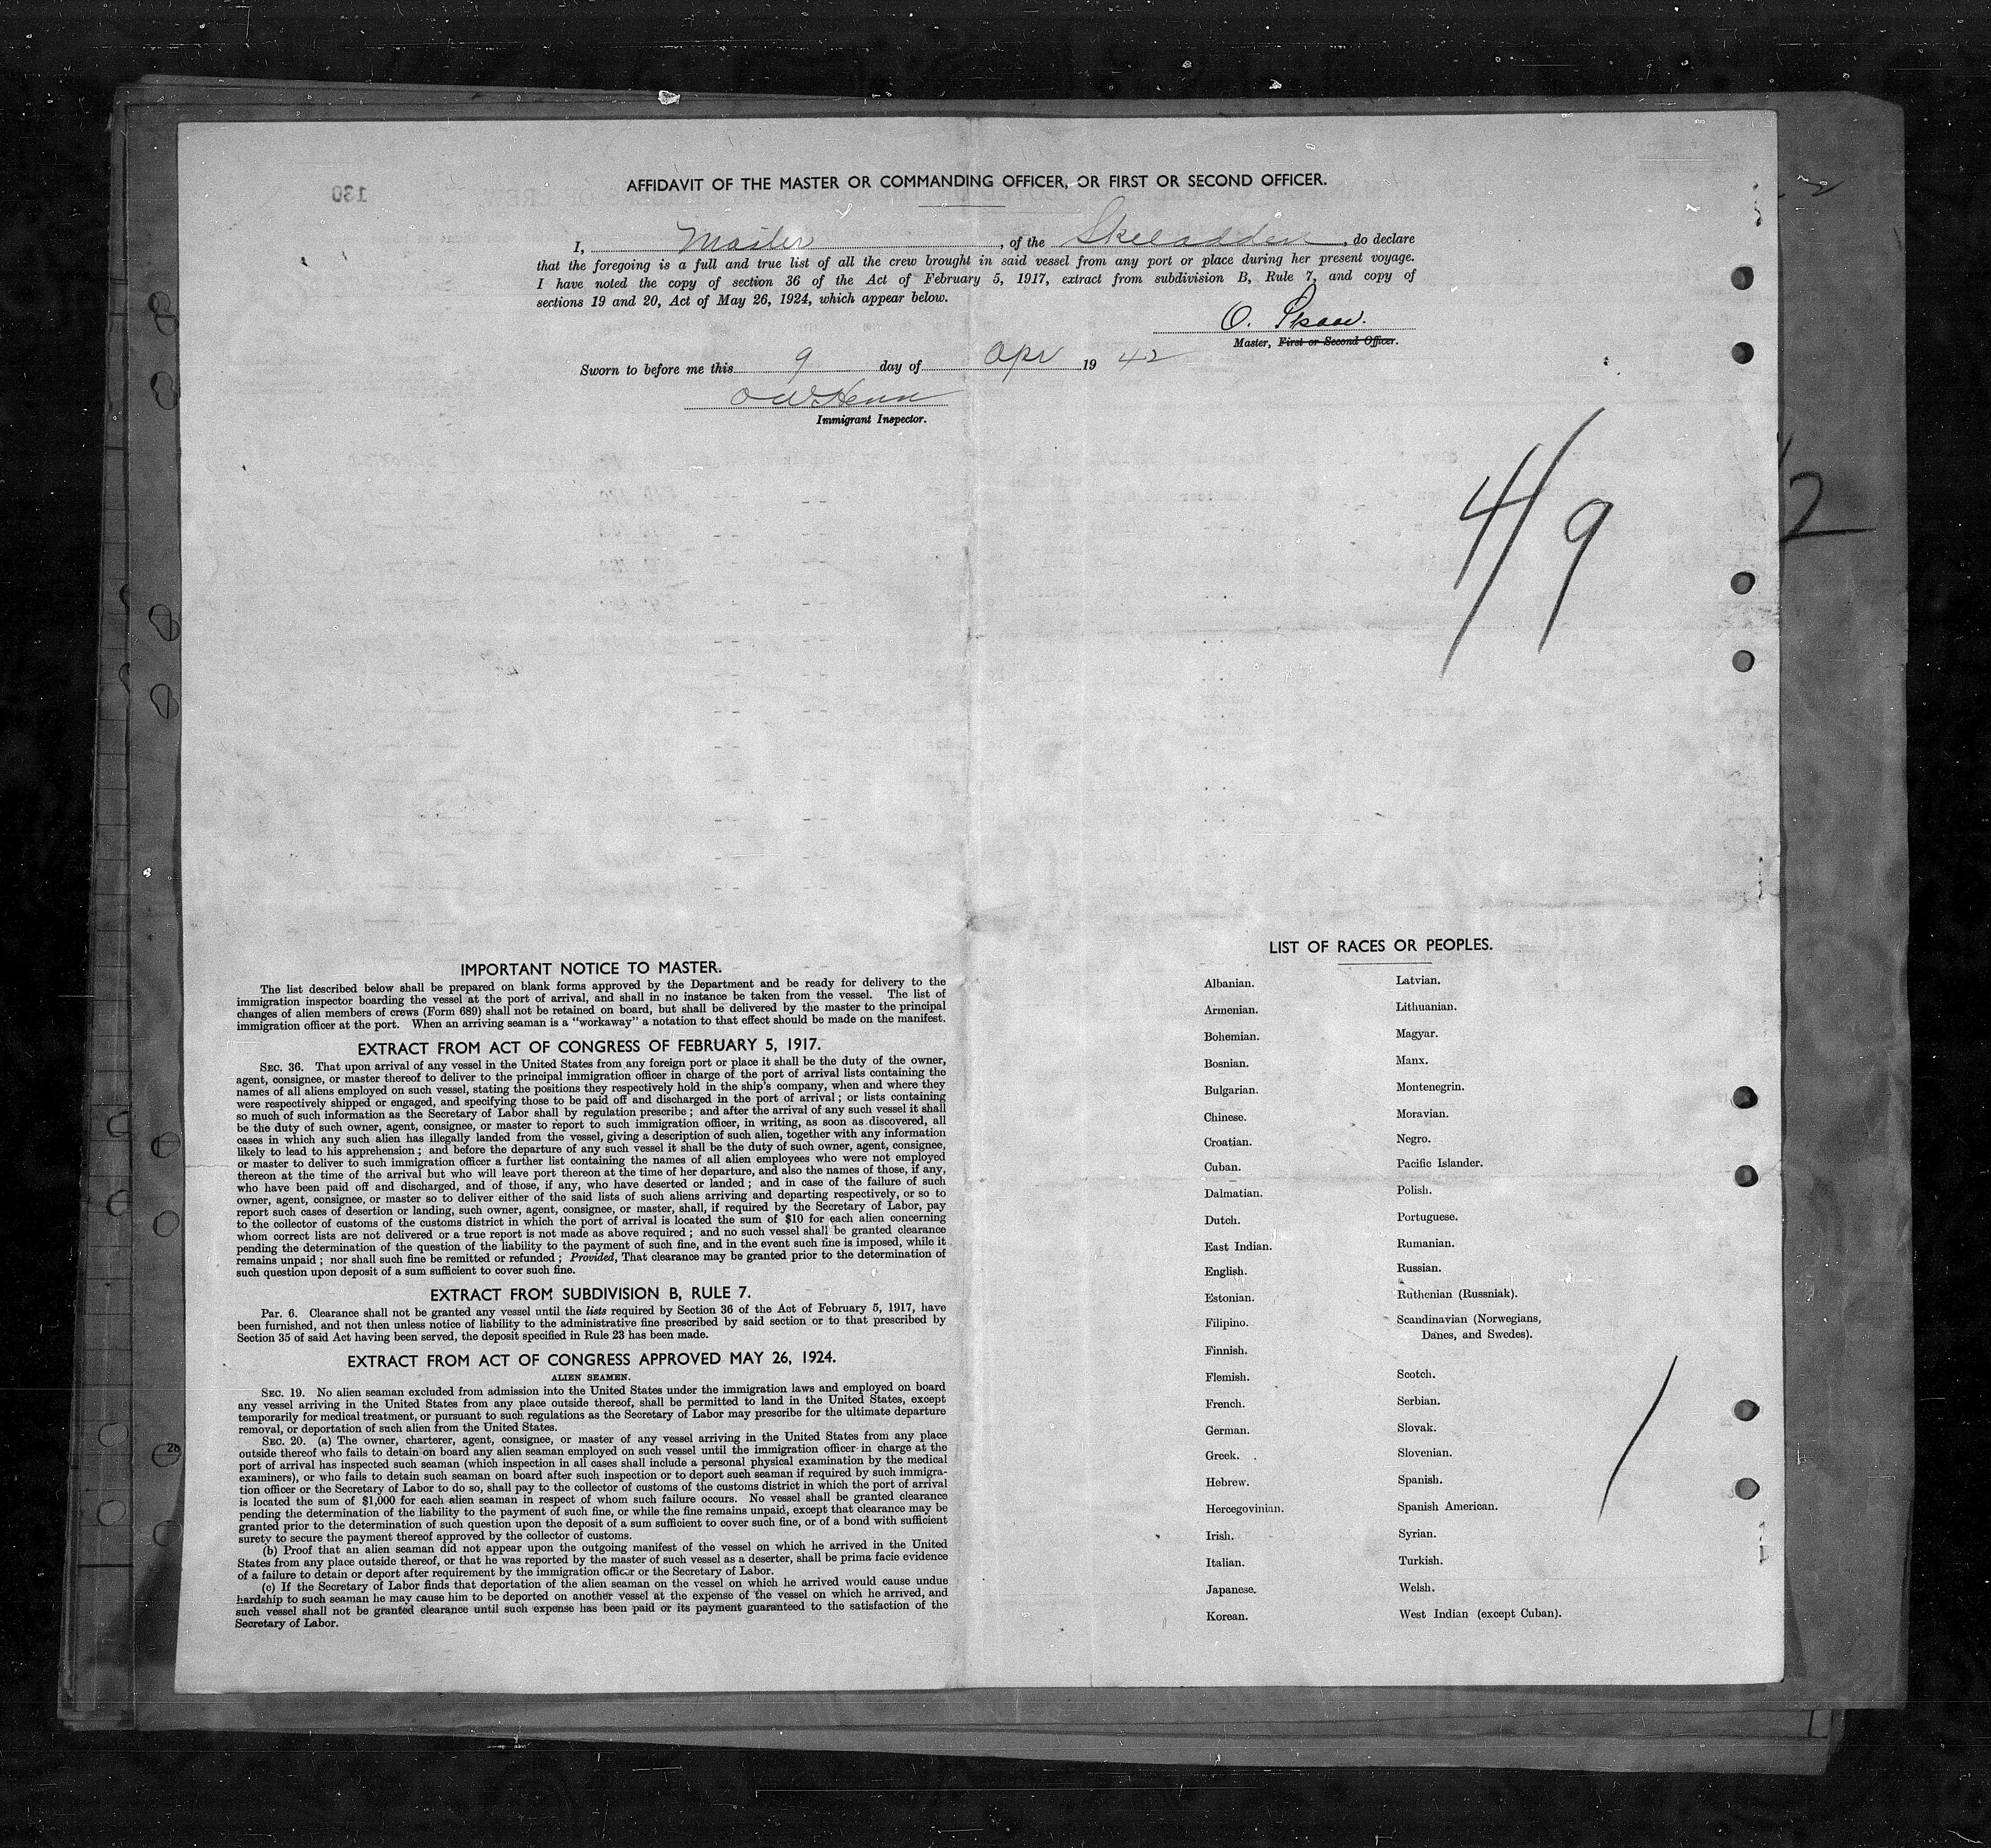 AFFIDAVIT OF THE MASTER OR COMMANDING OFFICER, OR FIRST OR SECOND OFFICER.
130
I, Master, of the, do declare
that the foregoing is a full and true list of all the crew brought in said vessel from any port or place during her present voyage.
I have noted the copy of section 36 of the Act of February 5, 1917, extract from subdivision B, Rule 7, and copy of
sections 19 and 20, Act of May 26, 1924, which appear below.
O.
Master, First or Second Officer.
Sworn to before me this 9 day of Apr 19 42
Immigrant Inspector.
4/9
2
IMPORTANT NOTICE TO MASTER.
The list described below shall be prepared on blank forms approved by the Department and be ready for delivery to the
immigration inspector boarding the vessel at the port of arrival, and shall in no instance be taken from the vessel. The list of
changes of alien members of crews (Form 689) shall not be retained on board, but shall be delivered by the master to the principal
immigration officer at the port. When an arriving seaman is a "workaway" a notation to that effect should be made on the manifest.
EXTRACT FROM ACT OF CONGRESS OF FEBRUARY 5, 1917.
SEC. 36. That upon arrival of any vessel in the United States from any foreign port or place it shall be the duty of the owner,
agent, consignee, or master thereof to deliver to the principal immigration officer in charge of the port of arrival lists containing the
names of all aliens employed on such vessel, stating the positions they respectively hold in the ship's company, when and where they
were respectively shipped or engaged, and specifying those to be paid off and discharged in the port of arrival; or lists containing
so much of such information as the Secretary of Labor shall by regulation prescribe; and after the arrival of any such vessel it shall
be the duty of such owner, agent, consignee, or master to report to such immigration officer, in writing, as soon as discovered, all
cases in which any such alien has illegally landed from the vessel, giving a description of such alien, together with any information
likely to lead to his apprehension; and before the departure of any such vessel it shall be the duty of such owner, agent, consignee,
or master to deliver to such immigration officer a further list containing the names of all alien employees who were not employed
thereon at the time of the arrival but who will leave port thereon at the time of her departure, and also the names of those, if any,
who have been paid off and discharged, and of those, if any, who have deserted or landed; and in case of the failure of such
owner, agent, consignee, or master so to deliver either of the said lists of such aliens arriving and departing respectively, or so to
report such cases of desertion or landing, such owner, agent, consignee, or master, shall, if required by the Secretary of Labor, pay
to the collector of customs of the customs district in which the port of arrival is located the sum of $10 for each alien concerning
whom correct lists are not delivered or a true report is not made as above required; and no such vessel shall be granted clearance
pending the determination of the question of the liability to the payment of such fine, and in the event such fine is imposed, while it
remains unpaid; nor shall such fine be remitted or refunded; Provided, That clearance may be granted prior to the determination of
such question upon deposit of a sum sufficient to cover such fine.
EXTRACT FROM SUBDIVISION B, RULE 7.
Par. 6. Clearance shall not be granted any vessel until the lists required by Section 36 of the Act of February 5, 1917, have
been furnished, and not then unless notice of liability to the administrative fine prescribed by said section or to that prescribed by
Section 35 of said Act having been served, the deposit specified in Rule 23 has been made.
EXTRACT FROM ACT OF CONGRESS APPROVED MAY 26, 1924.
ALIEN SEAMEN.
SEC. 19. No alien seaman excluded from admission into the United States under the immigration laws and employed on board
any vessel arriving in the United States from any place outside thereof, shall be permitted to land in the United States, except
temporarily for medical treatment, or pursuant to such regulations as the Secretary of Labor may prescribe for the ultimate departure
removal, or deportation of such alien from the United States.
SEC. 20. (a) The owner, charterer, agent, consignee, or master of any vessel arriving in the United States from any place
outside thereof who fails to detain on board any alien seaman employed on such vessel until the immigration officer in charge at the
port of arrival has inspected such seaman (which inspection in all cases shall include a personal physical examination by the medical
examiners), or who fails to detain such seaman on board after such inspection or to deport such seaman if required by such immigra-
tion officer or the Secretary of Labor to do so, shall pay to the collector of customs of the customs district in which the port of arrival
is located the sum of $1,000 for each alien seaman in respect of whom such failure occurs. No vessel shall be granted clearance
pending the determination of the liability to the payment of such fine, or while the fine remains unpaid, except that clearance may be
granted prior to the determination of such question upon the deposit of a sum sufficient to cover such fine, or of a bond with sufficient
surety to secure the payment thereof approved by the collector of customs.
(b) Proof that an alien seaman did not appear upon the outgoing manifest of the vessel on which he arrived in the United
States from any place outside thereof, or that he was reported by the master of such vessel as a deserter, shall be prima facie evidence
of a failure to detain or deport after requirement by the immigration officer or the Secretary of Labor.
(c) If the Secretary of Labor finds that deportation of the alien seaman on the vessel on which he arrived would cause undue
hardship to such seaman he may cause him to be deported on another vessel at the expense of the vessel on which he arrived, and
such vessel shall not be granted clearance until such expense has been paid or its payment guaranteed to the satisfaction of the
Secretary of Labor.
20
LIST OF RACES OR PEOPLES.
Albanian.
Armenian.
Bohemian.
Bosnian.
Bulgarian.
Chinese.
Croatian.
Cuban.
Dalmatian.
Dutch.
East Indian.
English.
Estonian.
Filipino.
Finnish.
Flemish.
French.
German.
Greek.
Hebrew.
Hercegovinian.
Irish.
Italian.
Japanese.
Korean.
Latvian.
Lithuanian.
Magyar.
Manx.
Montenegrin.
Moravian.
Negro.
Pacific Islander.
Polish.
Portuguese.
Rumanian.
Russian.
Ruthenian (Russniak).
Scandinavian (Norwegians,
Danes, and Swedes).
Scotch.
Serbian.
Slovak.
Slovenian.
Spanish.
Spanish American.
Syrian.
Turkish.
Welsh.
West Indian (except Cuban).